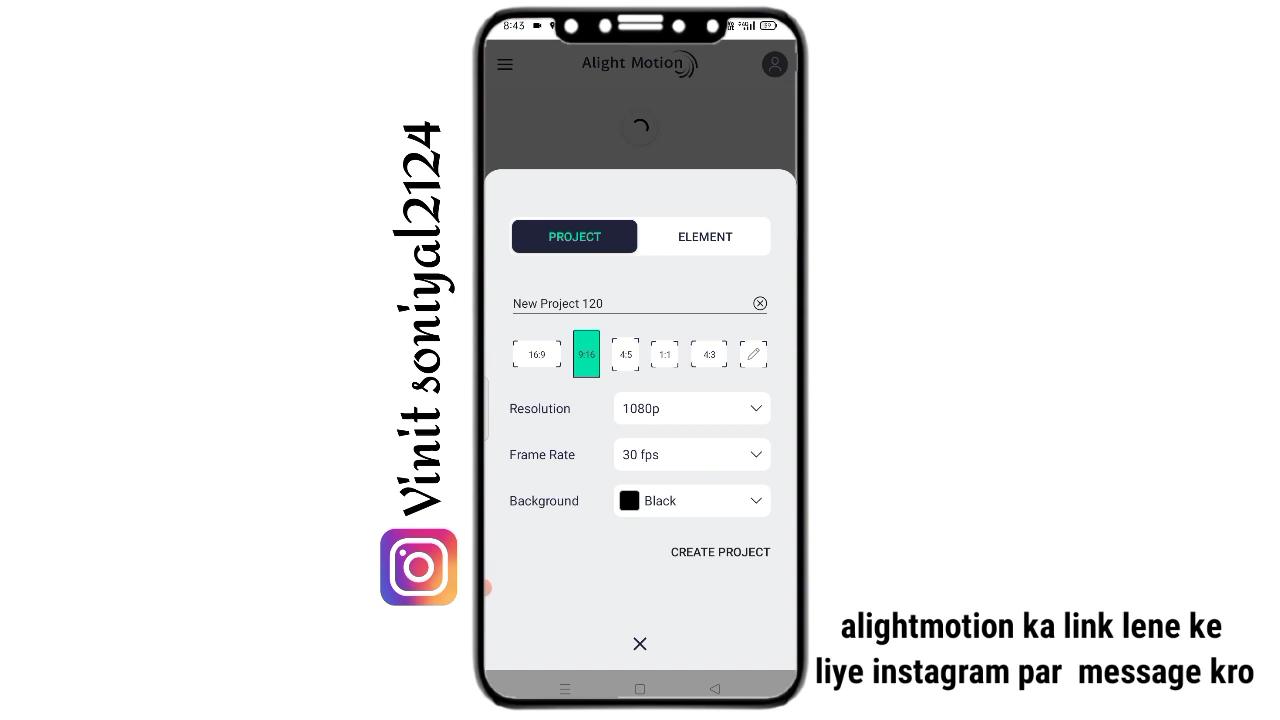 8:43
Alight Motion
PROJECT ELEMENT
New Project 120
16:9 9:16 4:5 1:1 4:3
Resolution 1080p
Frame Rate 30 fps
Background Black
CREATE PROJECT
Vinit soniyal2124
alightmotion ka link lene ke
liye instagram par message kro